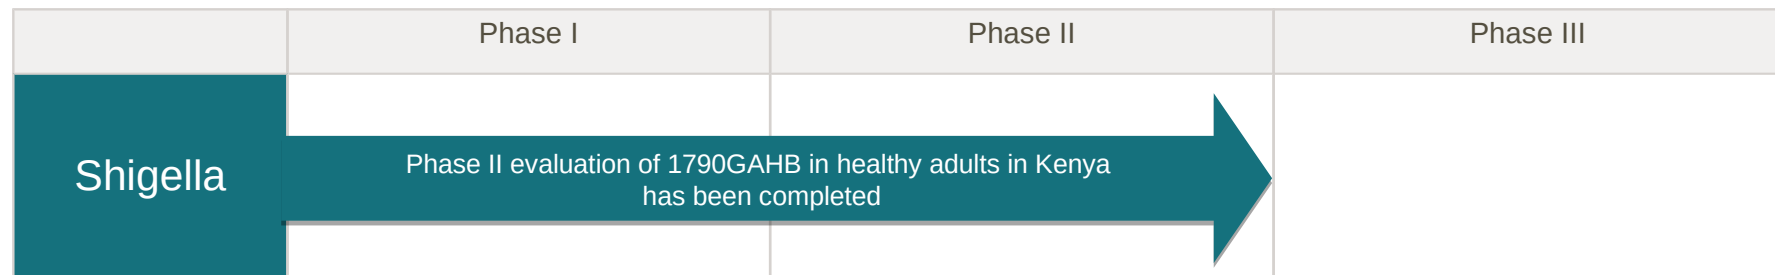 Phase I
Phase II
Phase III
Shigella
Phase II evaluation of 1790GAHB in healthy adults in Kenya
has been completed